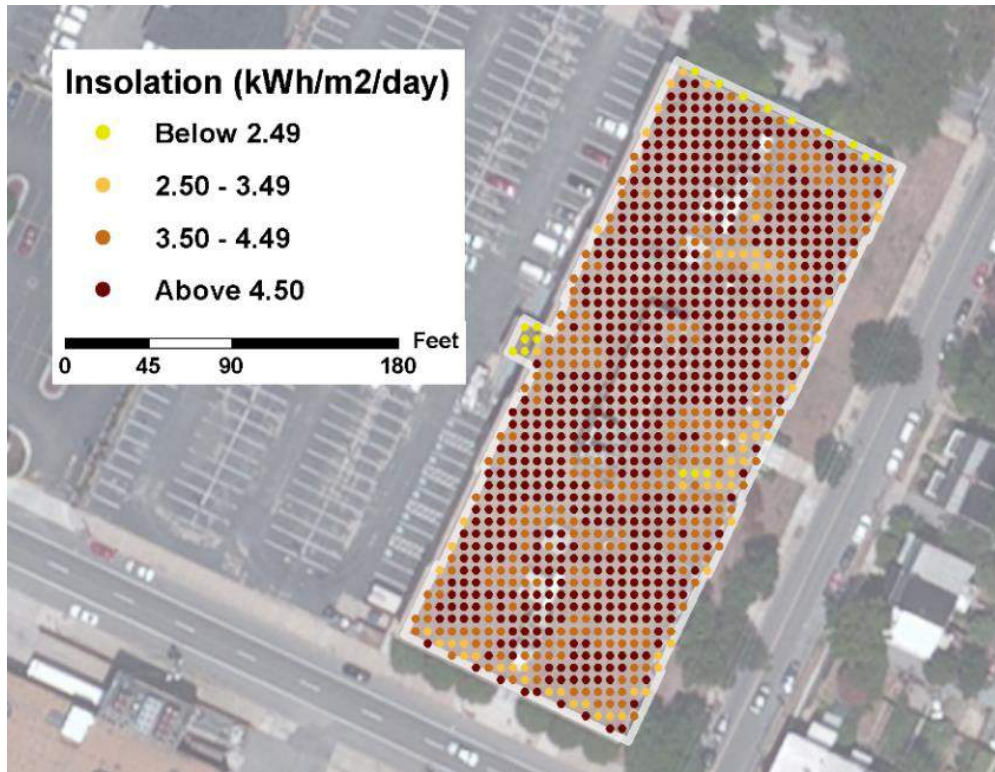 Insolation (kWh/m2/day)
Below 2.49
2.50 - 3.49
3.50 - 4.49
Above 4.50
Feet
0 45 90 180